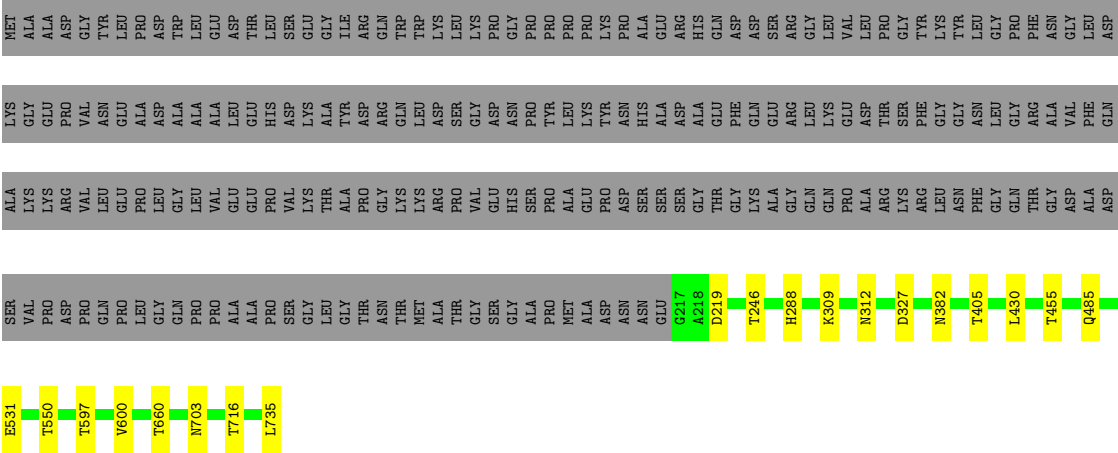 MET ALA ALA ASP GLY TYR LEU PRO ASP TRP LEU GLU ASP THR LEU SER GLU GLY ILE ARG GLN TRP TRP LYS LEU LYS PRO GLY PRO PRO PRO PRO LYS PRO ALA GLU ARG HIS GLN ASP ASP SER ARG GLY LEU VAL LEU PRO GLY TYR LYS TYR LEU GLY PRO PHE ASN GLY LEU ASP
LYS GLY GLU PRO VAL ASN GLU ALA ASP ALA ALA ALA LEU GLU HIS ASP LYS ALA TYR ASP ARG GLN LEU ASP SER GLY ASP ASN PRO TYR LEU LYS TYR ASN HIS ALA ASP ALA GLU PHE GLN GLU ARG LEU LYS GLU ASP THR SER PHE GLY GLY ASN LEU GLY ARG ALA VAL PHE GLN
ALA LYS LYS ARG VAL LEU GLU PRO LEU GLY LEU VAL GLU GLU PRO VAL LYS THR ALA PRO GLY LYS LYS ARG PRO VAL GLU HIS SER PRO ALA GLU PRO ASP SER SER SER GLY THR GLY LYS ALA GLY GLN GLN PRO ALA ARG LYS ARG LEU ASN PHE GLY GLN THR GLY ASP ALA ASP
SER VAL PRO ASP PRO GLN PRO LEU GLY GLN PRO PRO ALA ALA PRO SER GLY LEU GLY THR ASN THR MET ALA THR GLY SER GLY ALA PRO MET ALA ASP ASN ASN GLU G217 A218 D219 T246 H288 K309 N312 D327 N382 T405 L430 T455 Q485
E531 T550 T597 V600 T660 N703 T716 L735